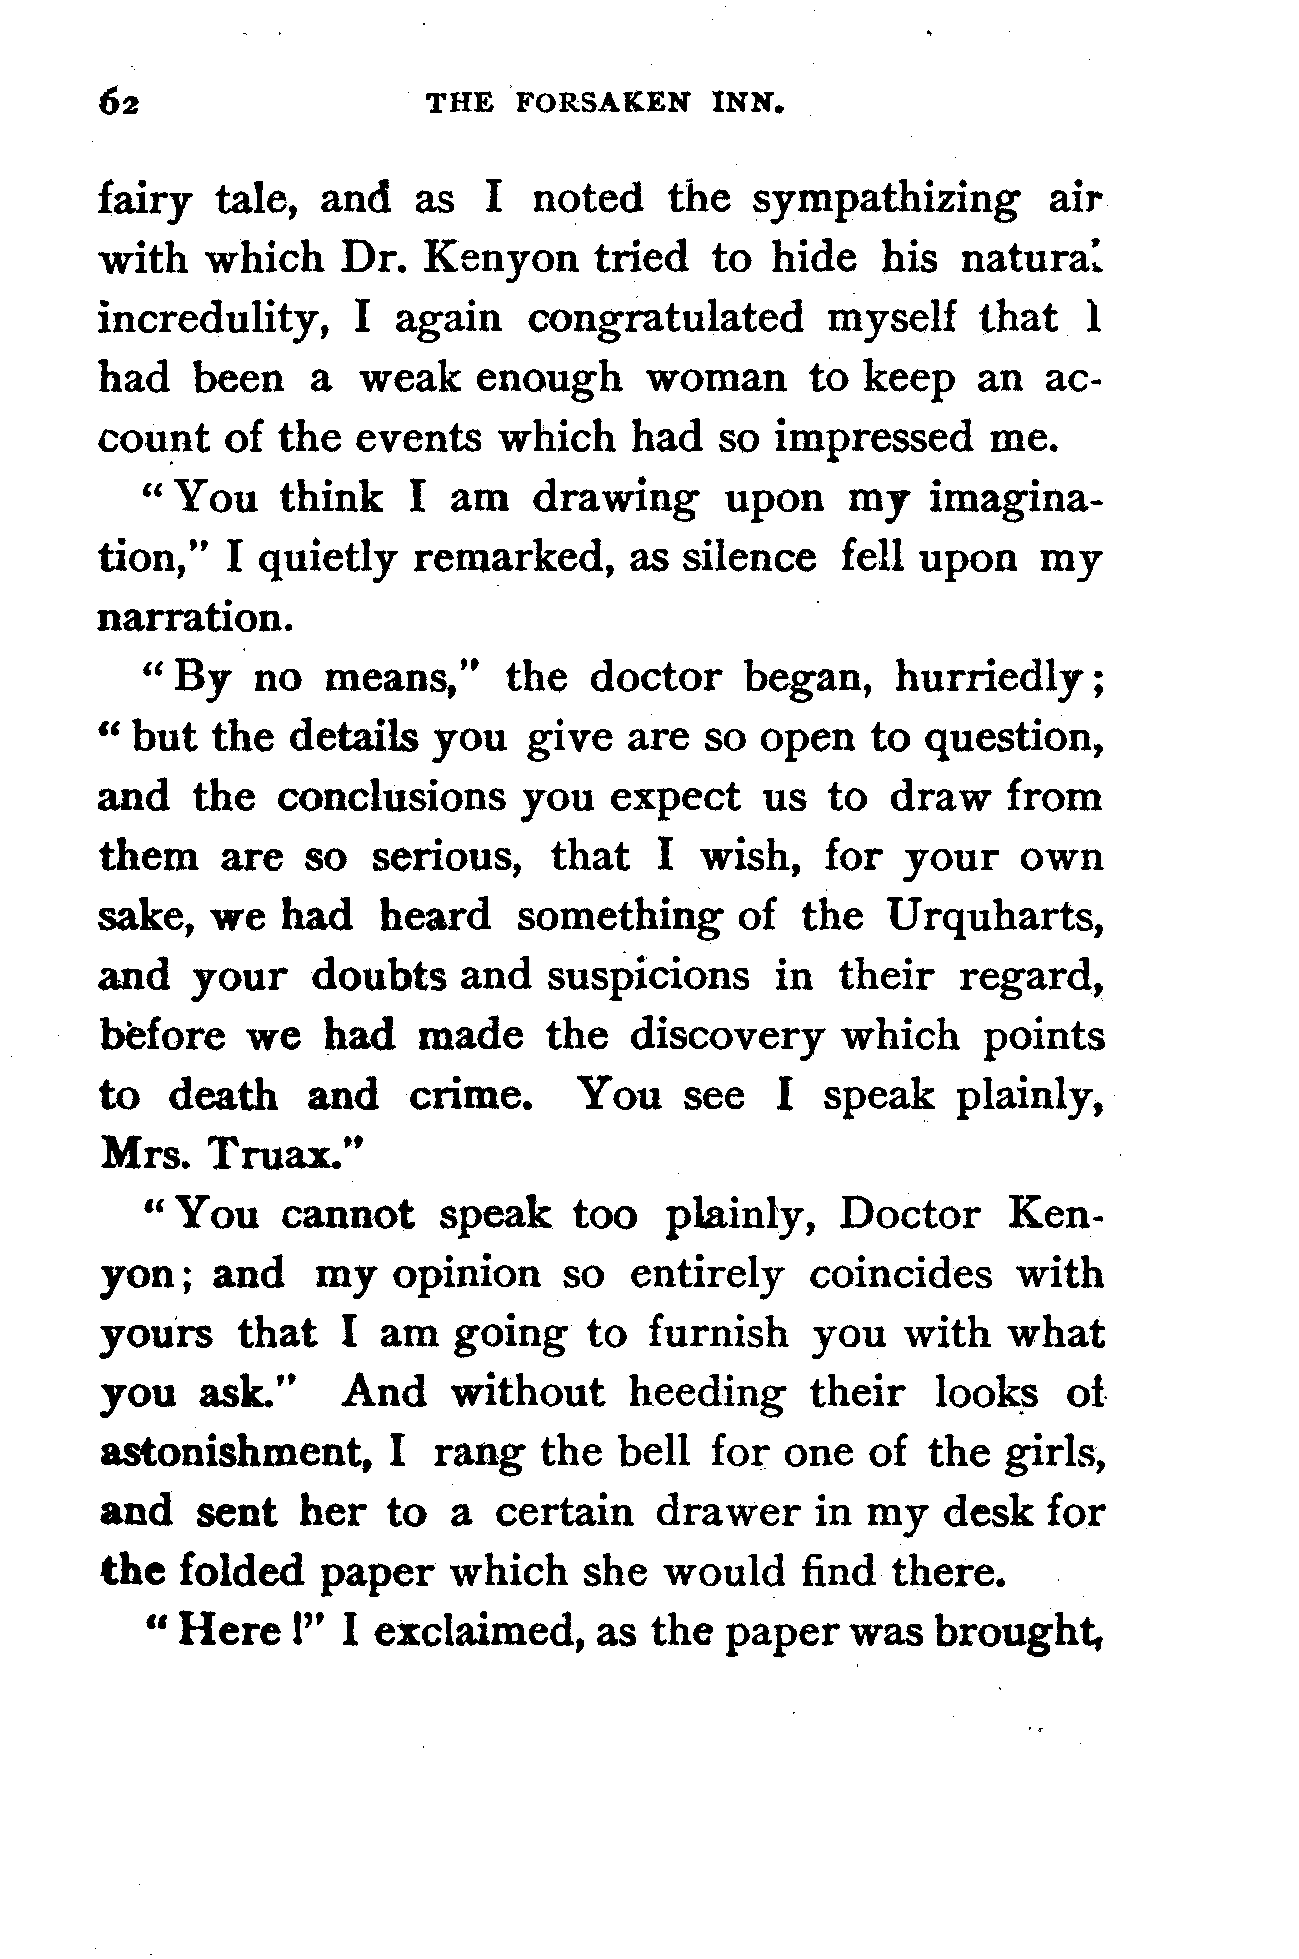 62 THE FORSAKEN INN.
fairy tale, and as I noted the sympathizing air
with which Dr. Kenyon tried to hide his natural
incredulity, I again congratulated myself that I
had been a weak enough woman to keep an ac-
count of the events which had so impressed me.
“You think I am drawing upon my imagina-
tion,” I quietly remarked, as silence fell upon my
narration.
“By no means,” the doctor began, hurriedly;
“but the details you give are so open to question,
and the conclusions you expect us to draw from
them are so serious, that I wish, for your own
sake, we had heard something of the Urquharts,
and your doubts and suspicions in their regard,
before we had made the discovery which points
to death and crime. You see I speak plainly,
Mrs. Truax.”
“You cannot speak too plainly, Doctor Ken-
yon; and my opinion so entirely coincides with
yours that I am going to furnish you with what
you ask.” And without heeding their looks of
astonishment, I rang the bell for one of the girls,
and sent her to a certain drawer in my desk for
the folded paper which she would find there.
“Here!” I exclaimed, as the paper was brought,